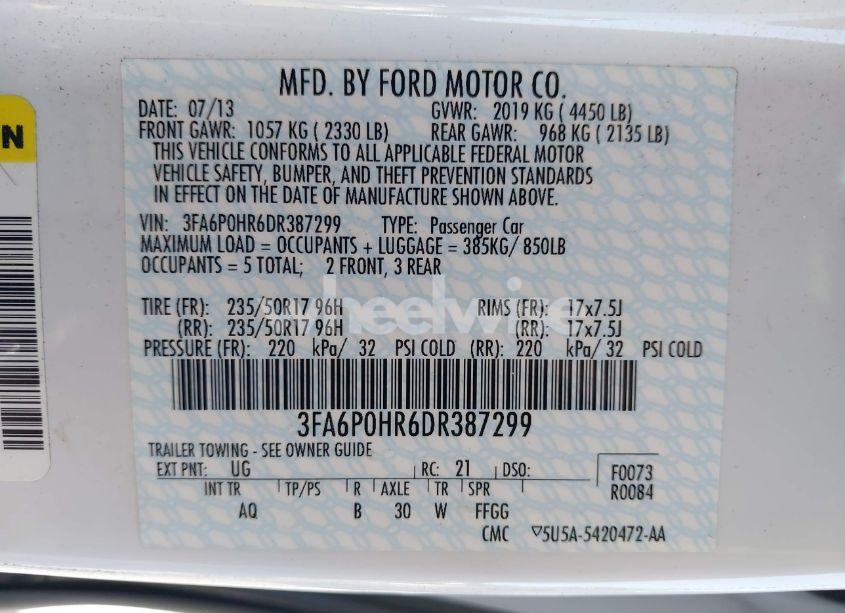 N
MFD. BY FORD MOTOR CO.
DATE: 07/13 GVWR: 2019 KG ( 4450 LB)
FRONT GAWR: 1057 KG ( 2330 LB) REAR GAWR: 968 KG ( 2135 LB)
THIS VEHICLE CONFORMS TO ALL APPLICABLE FEDERAL MOTOR
VEHICLE SAFETY, BUMPER, AND THEFT PREVENTION STANDARDS
IN EFFECT ON THE DATE OF MANUFACTURE SHOWN ABOVE.
VIN: 3FA6P0HR6DR387299 TYPE: Passenger Car
MAXIMUM LOAD = OCCUPANTS + LUGGAGE = 385KG/ 850LB
OCCUPANTS = 5 TOTAL; 2 FRONT, 3 REAR
heelwire
TIRE (FR): 235/50R17 96H RIMS (FR): 17x7.5J
(RR): 235/50R17 96H (RR): 17x7.5J
PRESSURE (FR): 220 kPa/ 32 PSI COLD (RR): 220 kPa/ 32 PSI COLD
3FA6P0HR6DR387299
TRAILER TOWING - SEE OWNER GUIDE
EXT PNT: UG RC: 21 DSO: F0073
R0084
INT TR TP/PS R AXLE TR SPR
AQ B 30 W FFGG
CMC ▽5U5A-5420472-AA